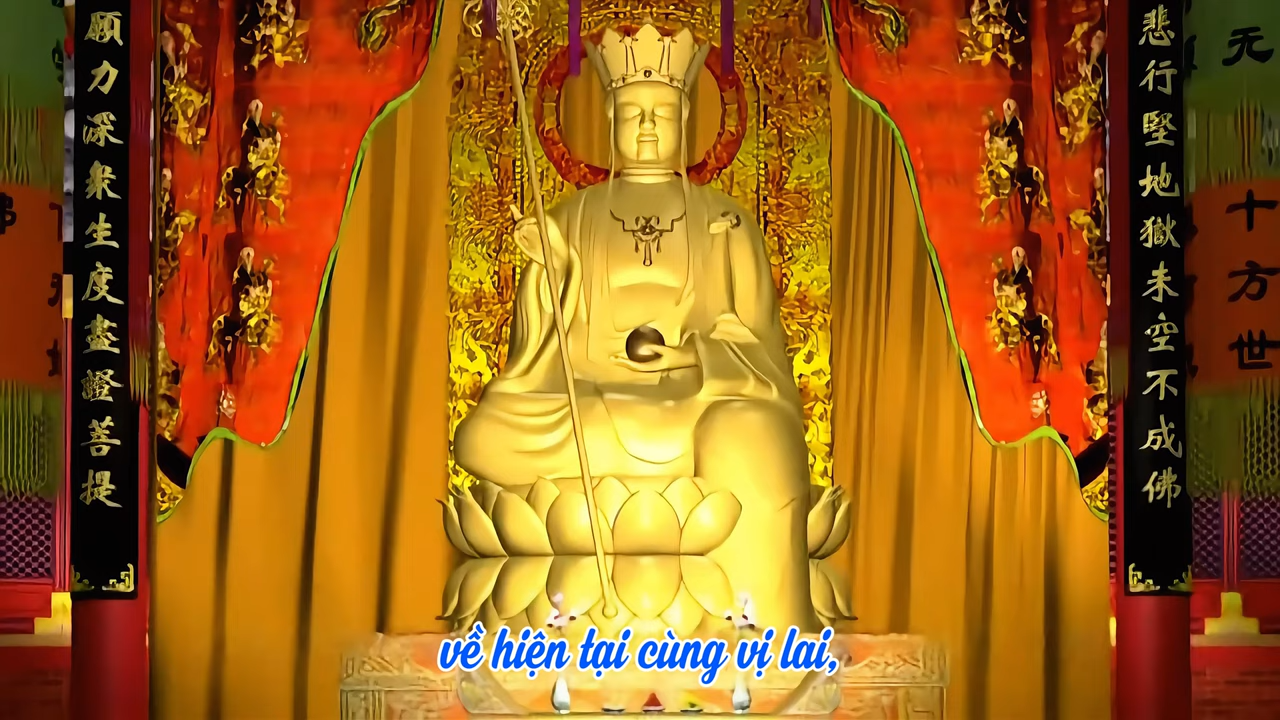 悲行堅地獄未空不成佛
願力深衆生度盡證菩提
无
十方世
về hiện tại cùng vị lai,